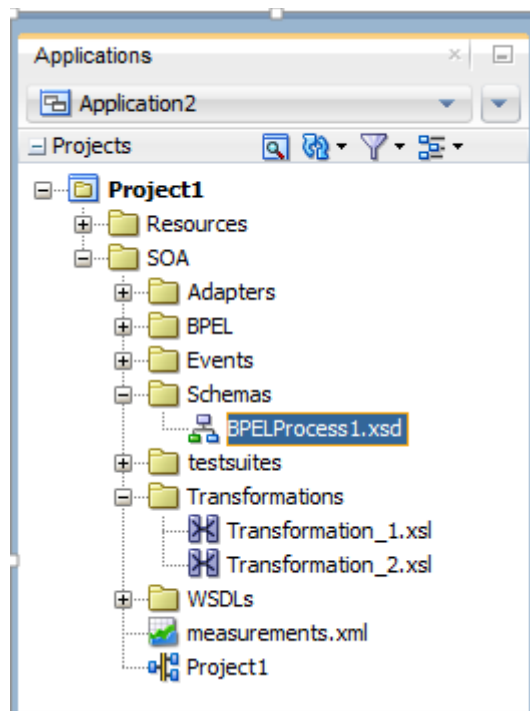 Applications
Application2
Projects
Project1
Resources
SOA
Adapters
BPEL
Events
Schemas
BPELProcess1.xsd
testsuites
Transformations
Transformation_1.xsl
Transformation_2.xsl
WSDLs
measurements.xml
Project1